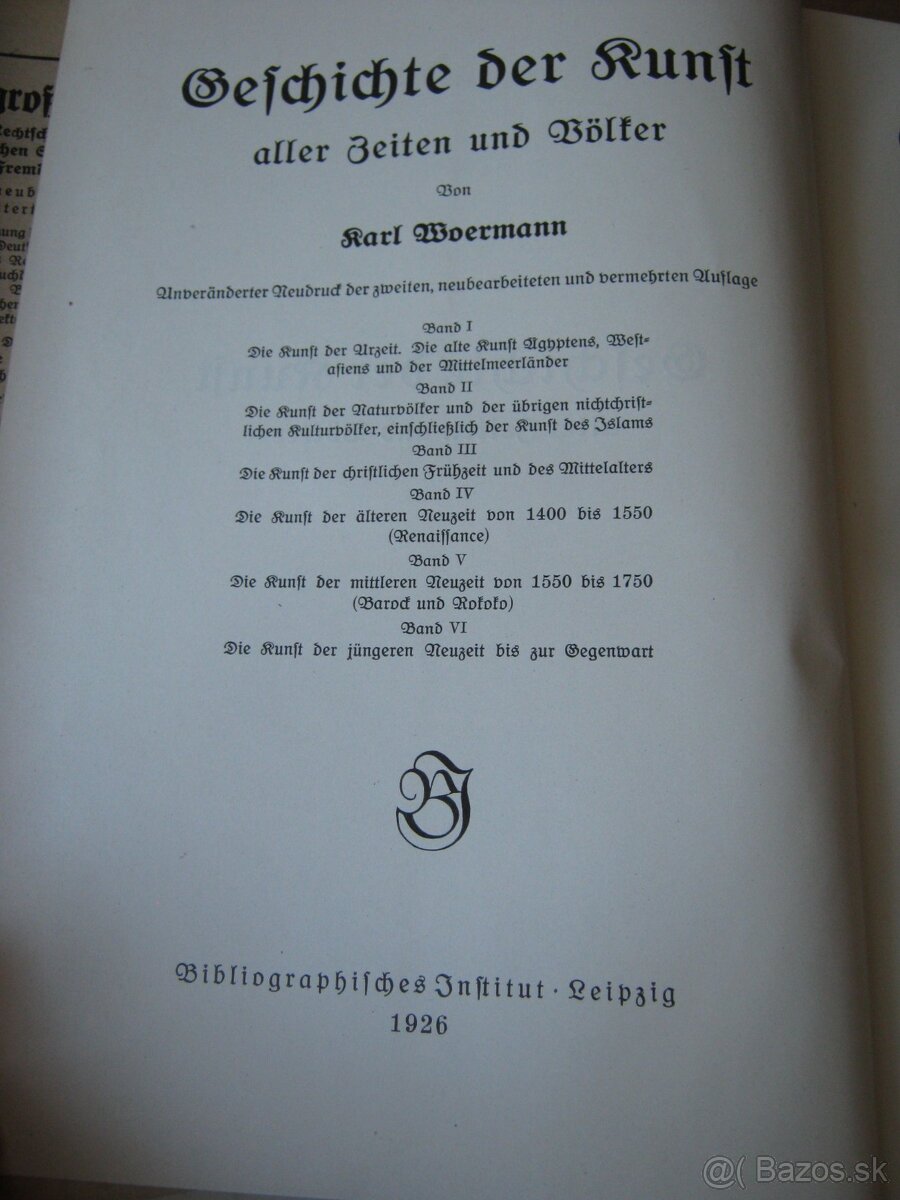 Geschichte der Kunst
aller Zeiten und Völker
Von
Karl Woermann
Unveränderter Neudruck der zweiten, neubearbeiteten und vermehrten Auflage
Band I
Die Kunst der Urzeit. Die alte Kunst Ägyptens, West-
asiens und der Mittelmeerländer
Band II
Die Kunst der Naturvölker und der übrigen nichtchrist-
lichen Kulturvölker, einschließlich der Kunst des Islams
Band III
Die Kunst der christlichen Frühzeit und des Mittelalters
Band IV
Die Kunst der älteren Neuzeit von 1400 bis 1550
(Renaissance)
Band V
Die Kunst der mittleren Neuzeit von 1550 bis 1750
(Barock und Rokoko)
Band VI
Die Kunst der jüngeren Neuzeit bis zur Gegenwart
BI
Bibliographisches Institut · Leipzig
1926
@( Bazos.sk